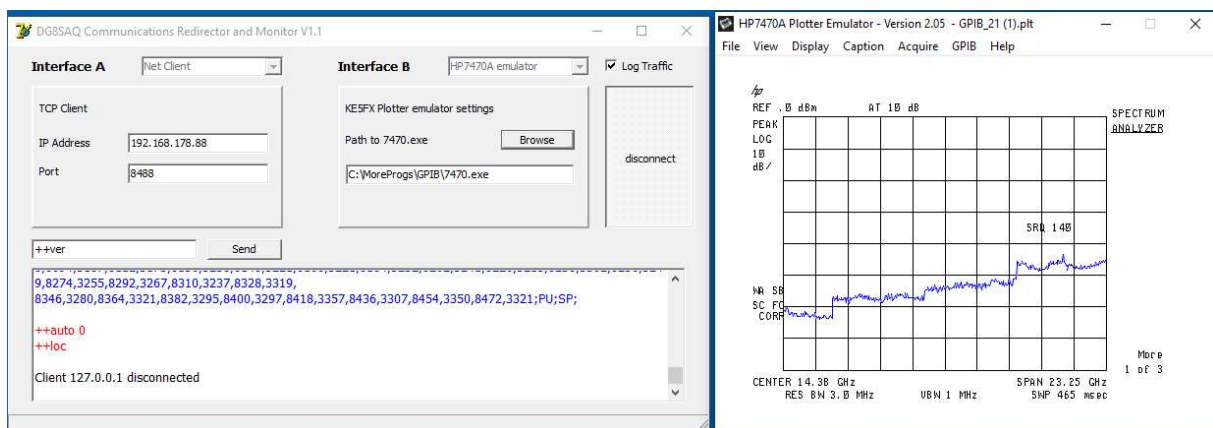 DG8SAQ Communications Redirector and Monitor V1.1
Interface A
Net Client
Interface B
HP7470A emulator
Log Traffic
TCP Client
IP Address
192.168.178.88
Port
8488
KE5FX Plotter emulator settings
Path to 7470.exe
Browse
C:\MoreProgs\GPIB\7470.exe
disconnect
++ver
Send
9,8274,3255,8292,3267,8310,3237,8328,3319,
8346,3280,8364,3321,8382,3295,8400,3297,8418,3357,8436,3307,8454,3350,8472,3321;PU;SP;
++auto 0
++loc
Client 127.0.0.1 disconnected
HP7470A Plotter Emulator - Version 2.05 - GPIB_21 (1).plt
File View Display Caption Acquire GPIB Help
hp
REF .0 dBm AT 10 dB
PEAK
LOG
10
dB/
SPECTRUM
ANALYZER
SRQ 140
WA SB
SC FC
CORR
More
1 of 3
CENTER 14.38 GHz SPAN 23.25 GHz
RES BW 3.0 MHz VBW 1 MHz SWP 465 msec